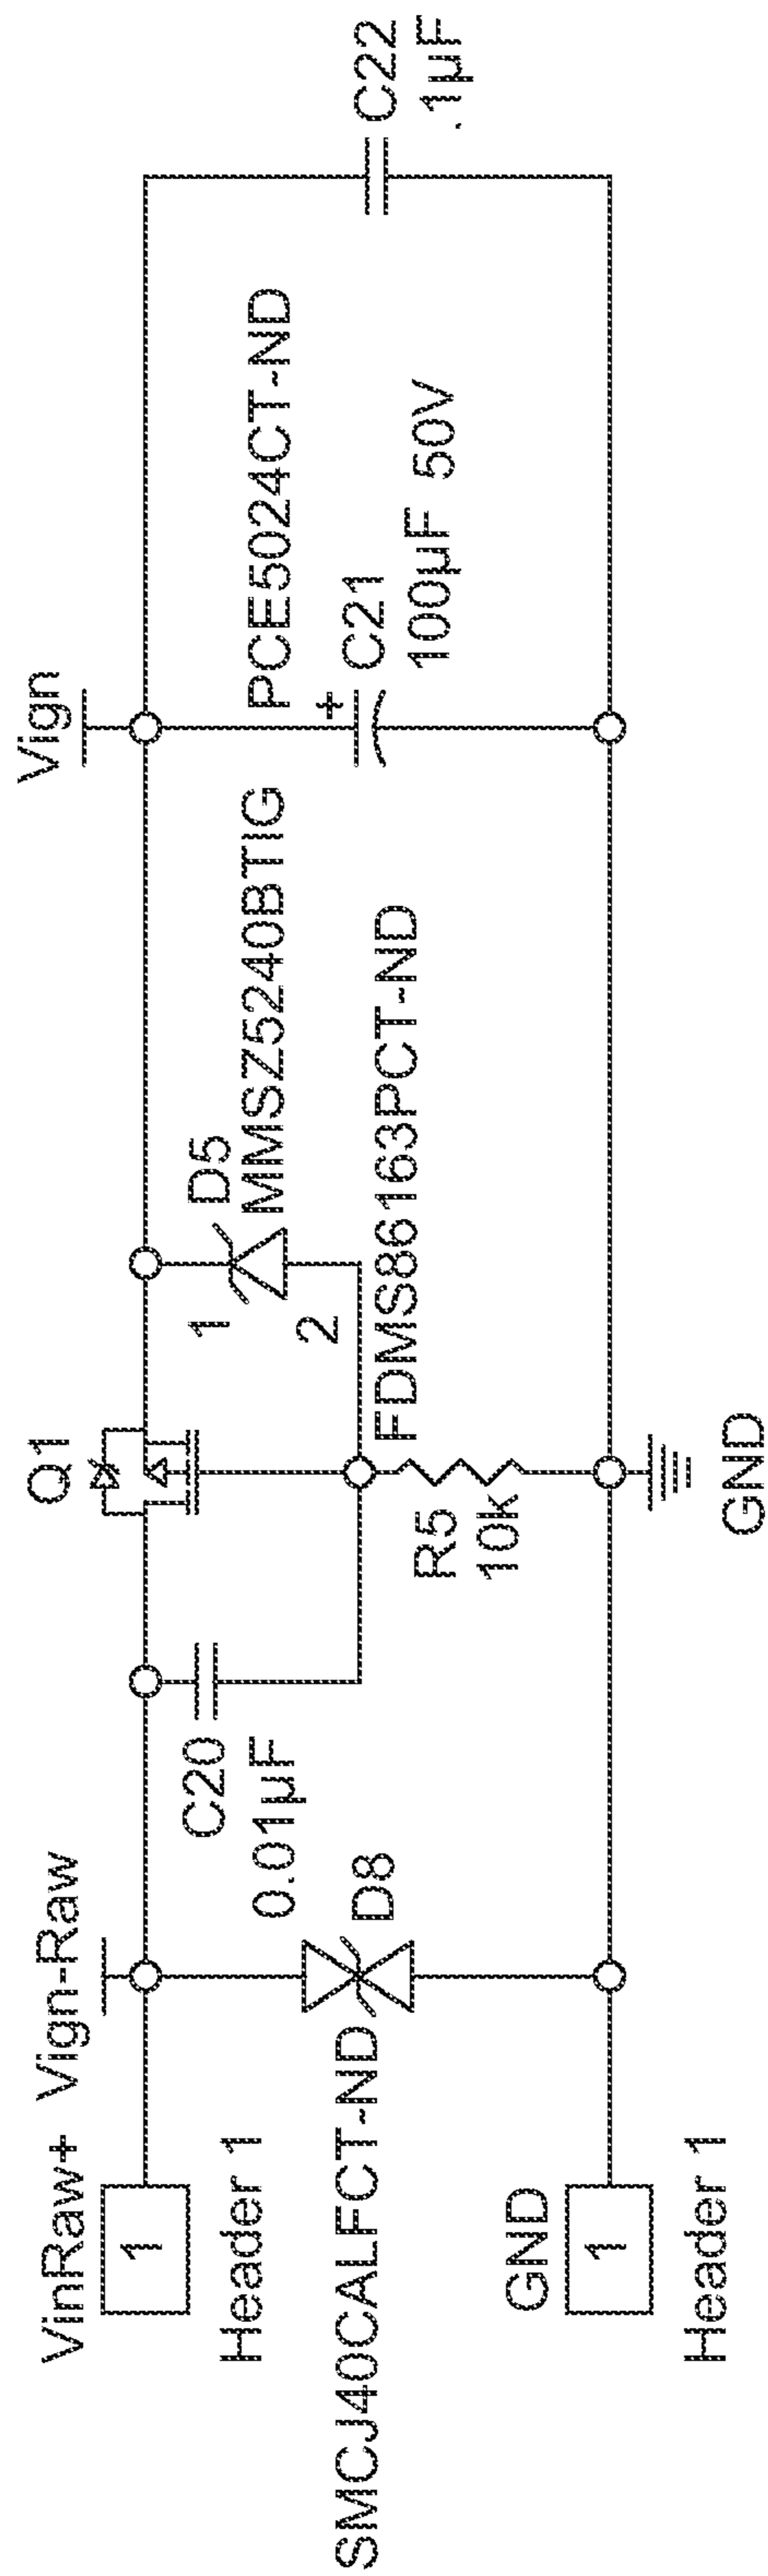 VinRaw+
1
Header 1
Vign-Raw
SMCJ40CALFCT-ND
D8
GND
1
Header 1
C20
0.01µF
Q1
FDMS86163PCT-ND
R5
10k
GND
1
2
D5
MMSZ5240BTIG
Vign
PCE5024CT-ND
+
C21
100µF 50V
C22
.1µF